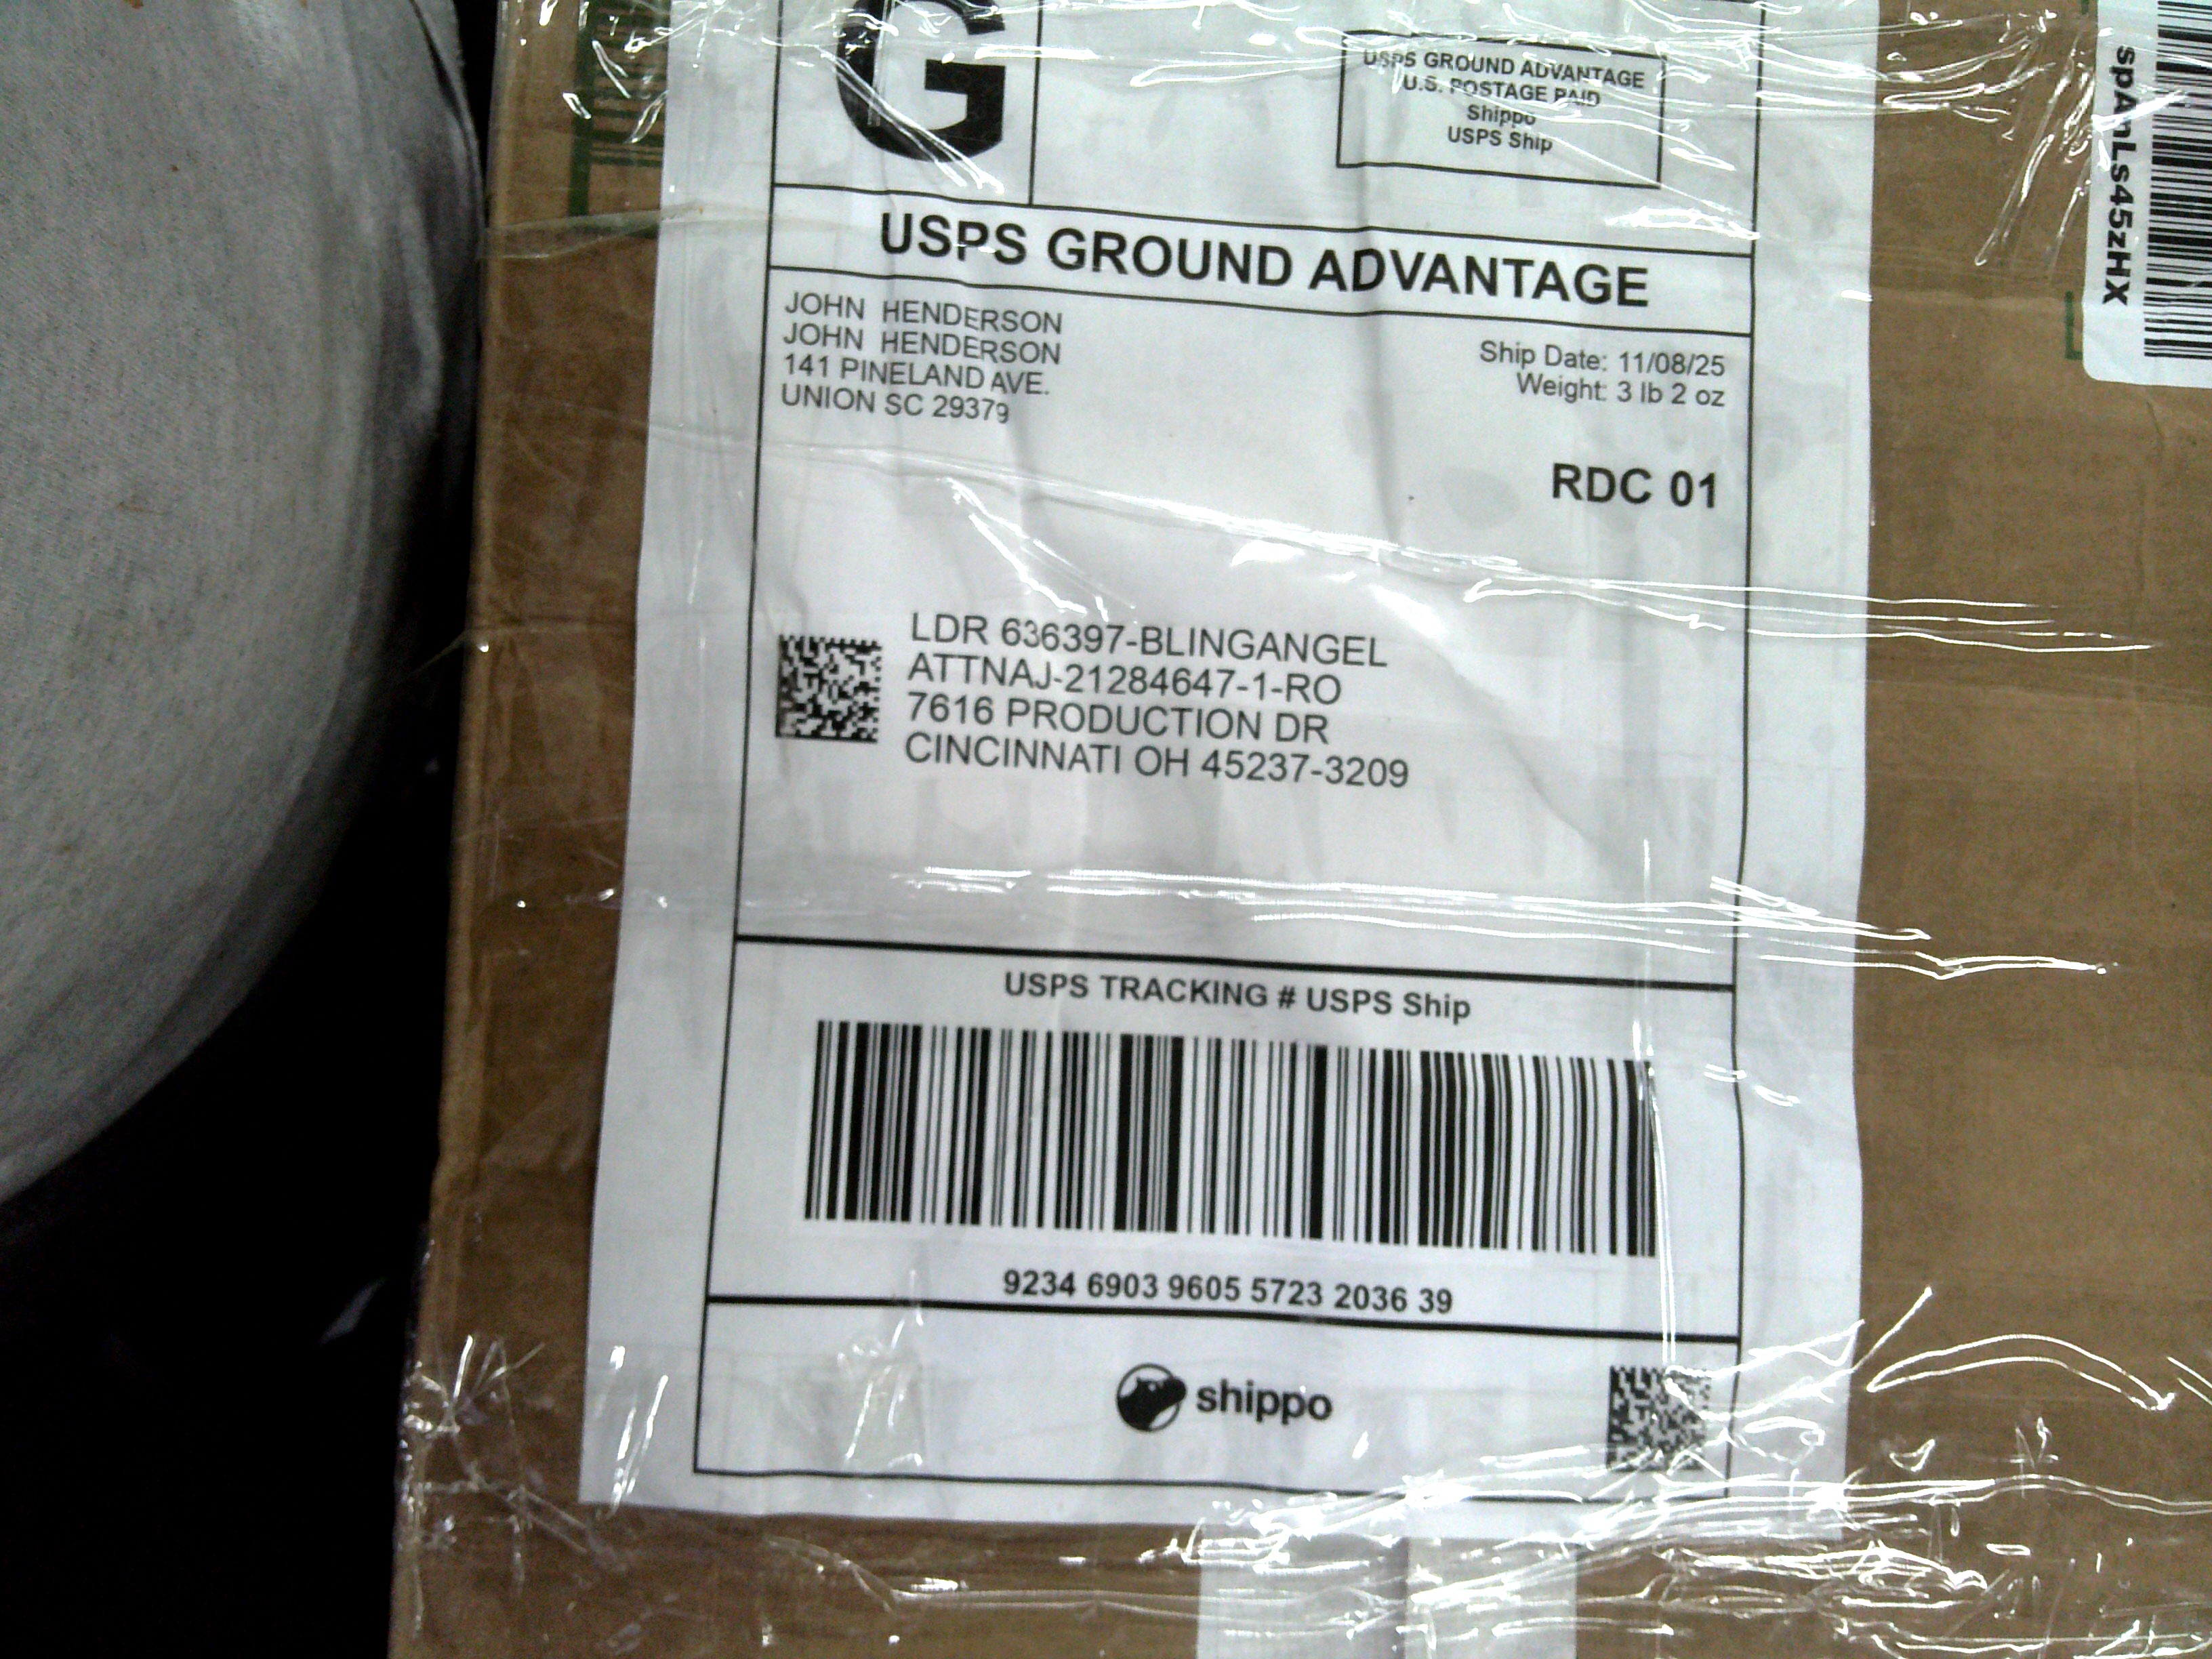 G
USPS GROUND ADVANTAGE
U.S. POSTAGE PAID
Shippo
USPS Ship
USPS GROUND ADVANTAGE
JOHN HENDERSON
JOHN HENDERSON
141 PINELAND AVE.
UNION SC 29379
Ship Date: 11/08/25
Weight: 3 lb 2 oz
RDC 01
LDR 636397-BLINGANGEL
ATTNAJ-21284647-1-RO
7616 PRODUCTION DR
CINCINNATI OH 45237-3209
USPS TRACKING # USPS Ship
9234 6903 9605 5723 2036 39
shippo
spAnLs45zHX